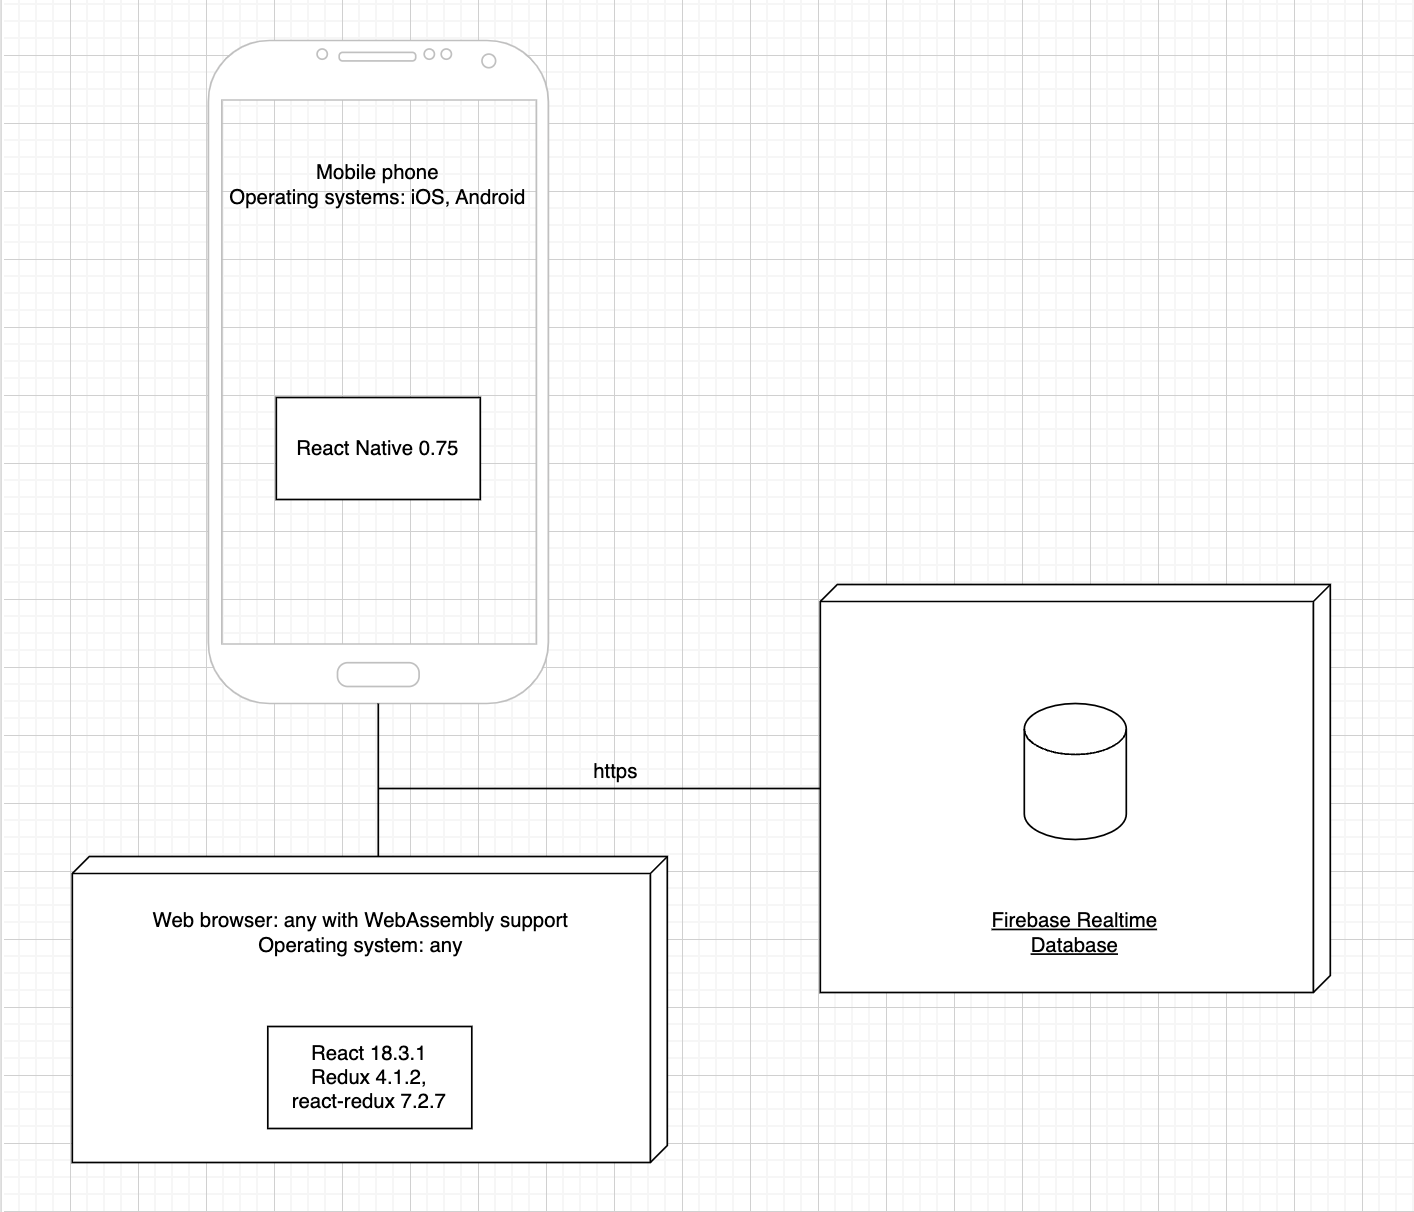 Mobile phone
Operating systems: iOS, Android
React Native 0.75
https
Web browser: any with WebAssembly support
Operating system: any
React 18.3.1
Redux 4.1.2,
react-redux 7.2.7
Firebase Realtime
Database